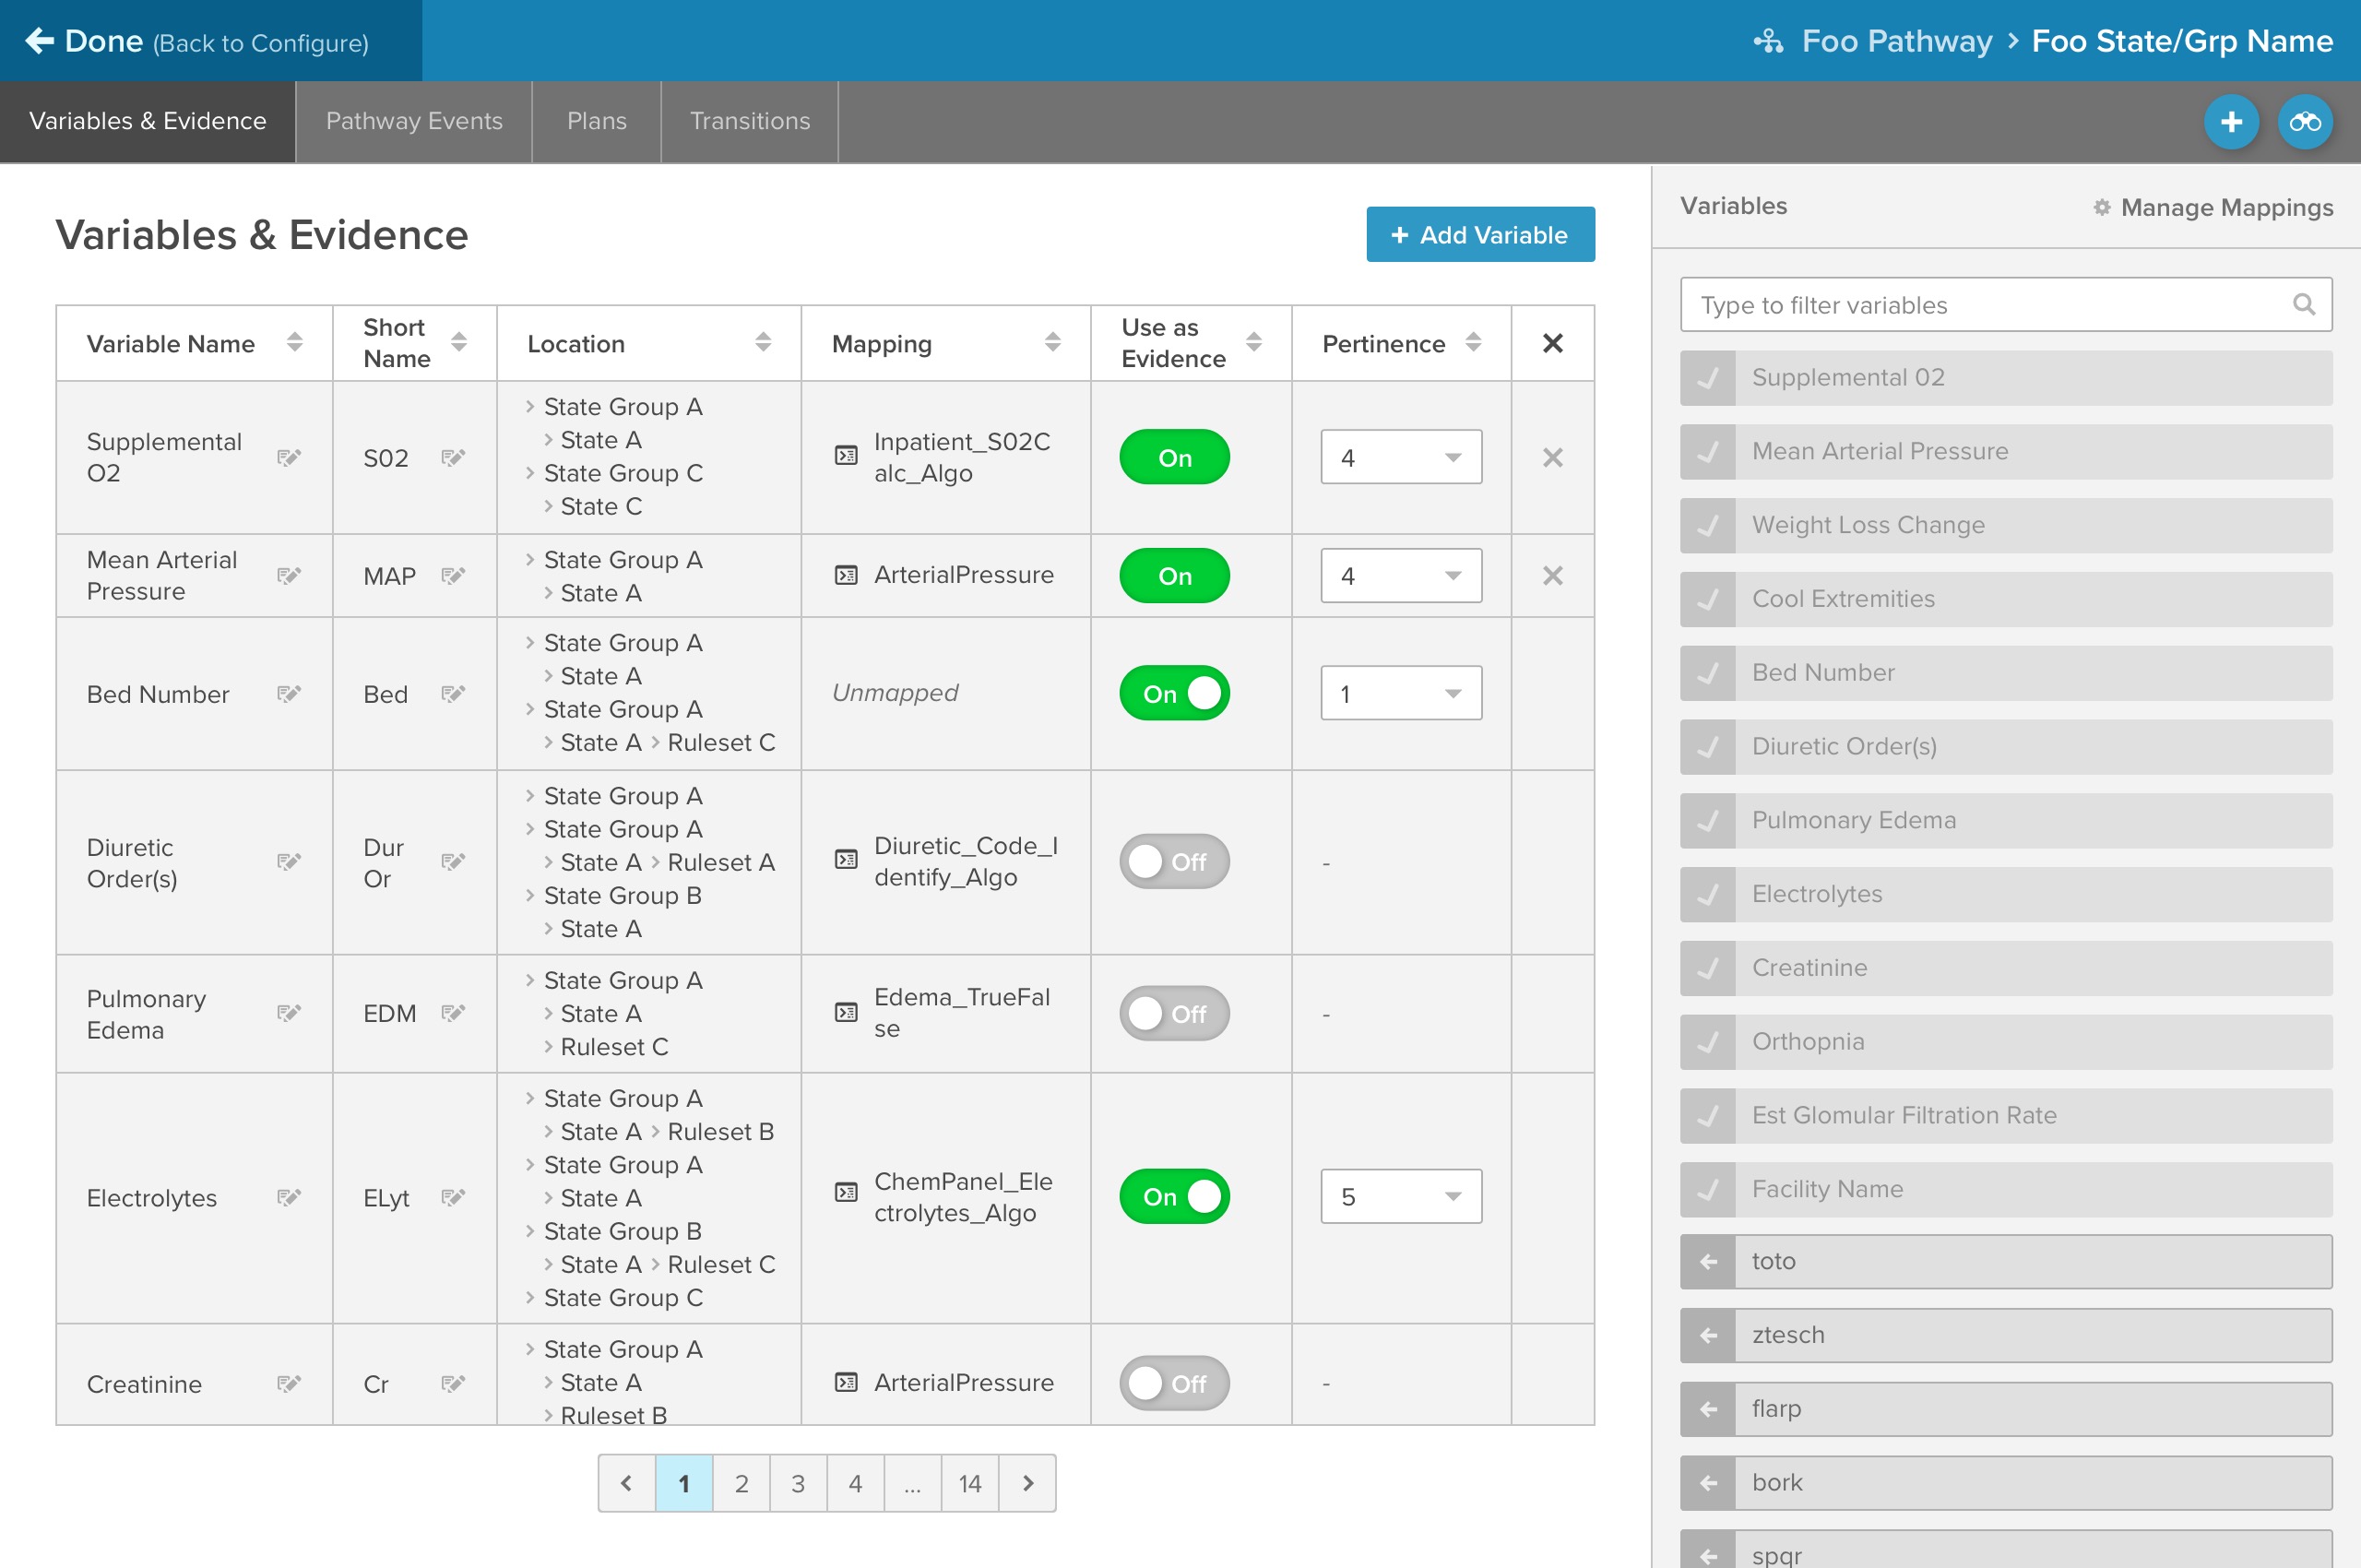 Done (Back to Configure)
Foo Pathway > Foo State/Grp Name
Variables & Evidence
Pathway Events
Plans
Transitions
Variables & Evidence
+ Add Variable
Variable Name
Short
Name
Location
Mapping
Use as
Evidence
Pertinence
Supplemental
O2
S02
> State Group A
> State A
> State Group C
> State C
Inpatient_S02C
alc_Algo
On
4
Mean Arterial
Pressure
MAP
> State Group A
> State A
ArterialPressure
On
4
Bed Number
Bed
> State Group A
> State A
> State Group A
> State A > Ruleset C
Unmapped
On
1
Diuretic
Order(s)
Dur
Or
> State Group A
> State Group A
> State A > Ruleset A
> State Group B
> State A
Diuretic_Code_I
dentify_Algo
Off
-
Pulmonary
Edema
EDM
> State Group A
> State A
> Ruleset C
Edema_TrueFal
se
Off
-
Electrolytes
ELyt
> State Group A
> State A > Ruleset B
> State Group A
> State A
> State Group B
> State A > Ruleset C
> State Group C
ChemPanel_Ele
ctrolytes_Algo
On
5
Creatinine
Cr
> State Group A
> State A
> Ruleset B
ArterialPressure
Off
-
< 1 2 3 4 ... 14 >
Variables
Manage Mappings
Type to filter variables
Supplemental 02
Mean Arterial Pressure
Weight Loss Change
Cool Extremities
Bed Number
Diuretic Order(s)
Pulmonary Edema
Electrolytes
Creatinine
Orthopnia
Est Glomular Filtration Rate
Facility Name
toto
ztesch
flarp
bork
spqr